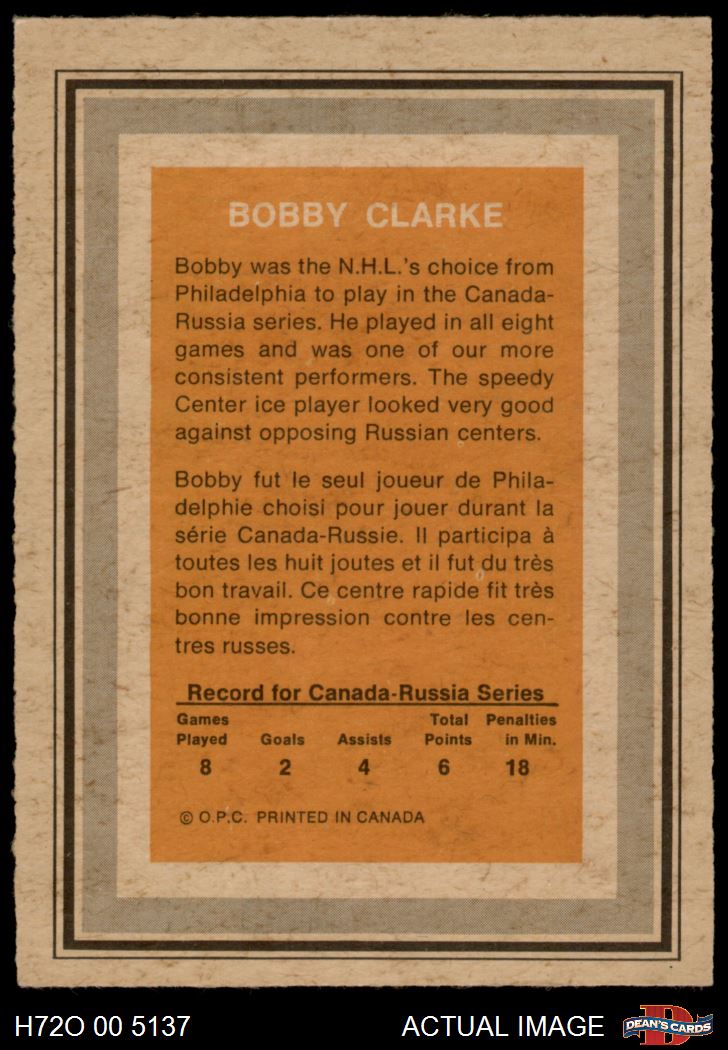 BOBBY CLARKE
Bobby was the N.H.L.'s choice from
Philadelphia to play in the Canada-
Russia series. He played in all eight
games and was one of our more
consistent performers. The speedy
Center ice player looked very good
against opposing Russian centers.
Bobby fut le seul joueur de Phila-
delphie choisi pour jouer durant la
série Canada-Russie. Il participa à
toutes les huit joutes et il fut du très
bon travail. Ce centre rapide fit très
bonne impression contre les cen-
tres russes.
Record for Canada-Russia Series
Games Total Penalties
Played Goals Assists Points in Min.
8 2 4 6 18
© O.P.C. PRINTED IN CANADA
H72O 00 5137 ACTUAL IMAGE DEAN'S CARDS